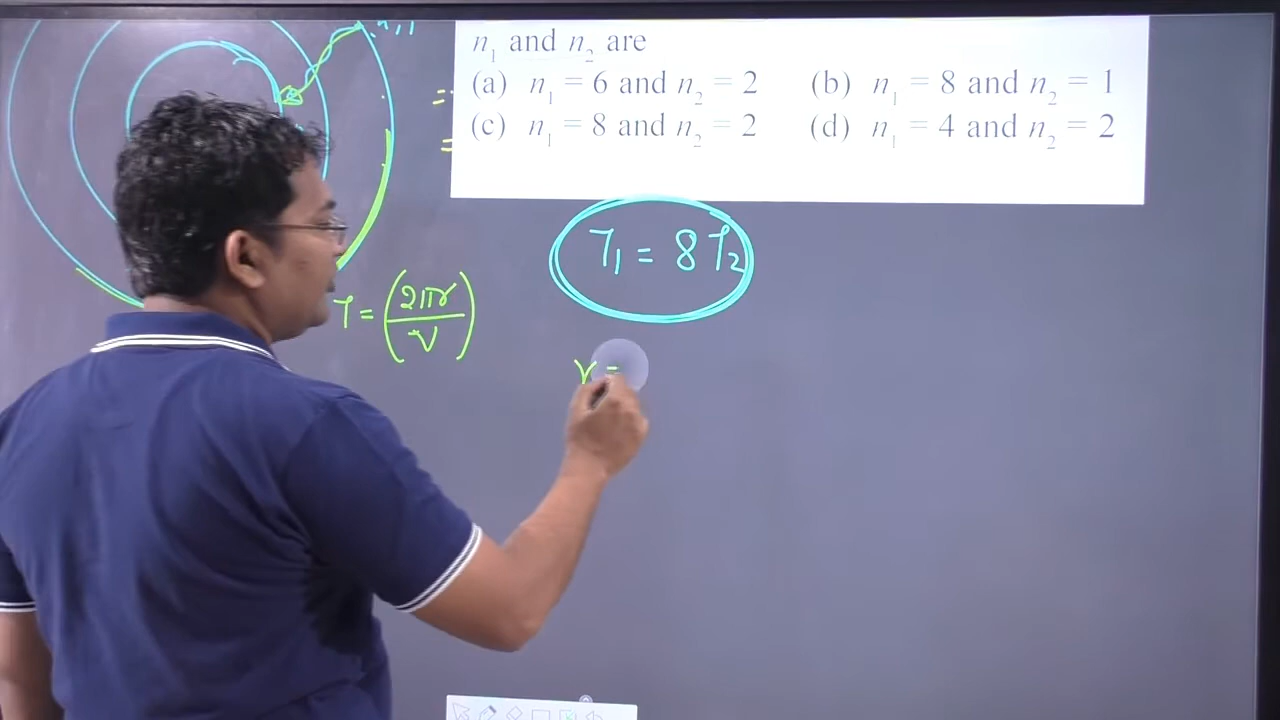 n₁ and n₂ are
(a) n₁ = 6 and n₂ = 2 (b) n₁ = 8 and n₂ = 1
(c) n₁ = 8 and n₂ = 2 (d) n₁ = 4 and n₂ = 2
T₁ = 8 T₂
T = (2πr / V)
r =